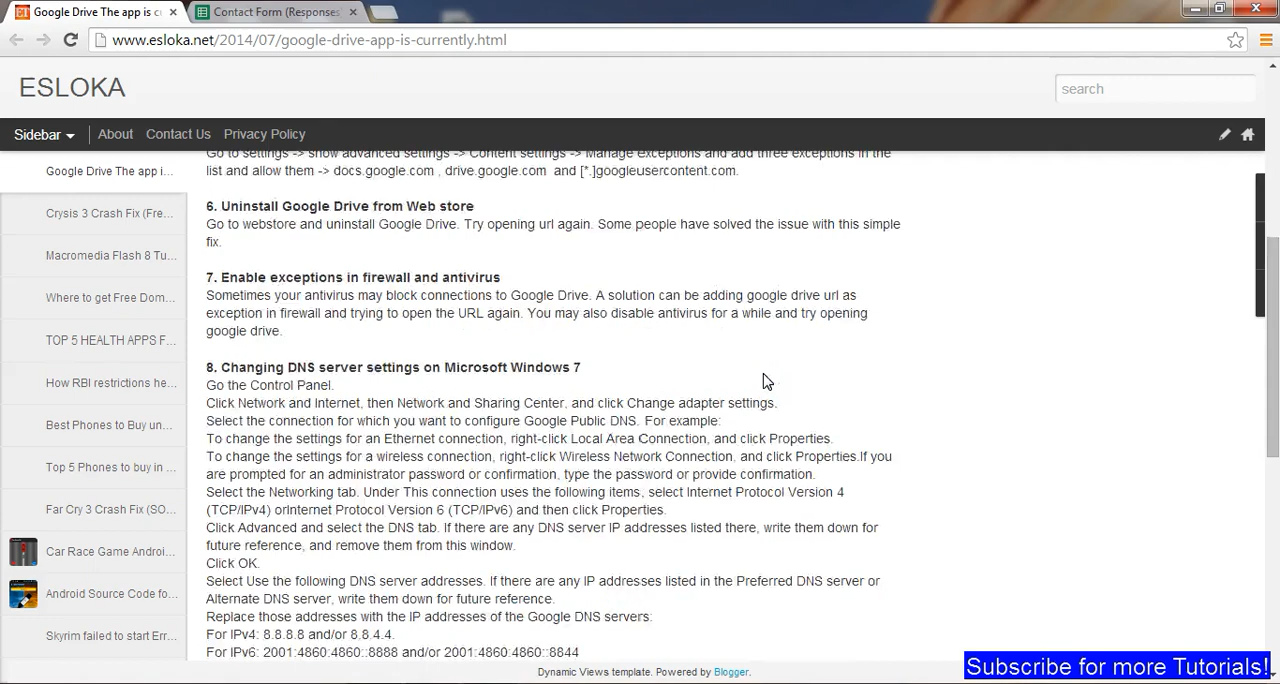 Google Drive The app is cu
Contact Form (Responses
www.esloka.net/2014/07/google-drive-app-is-currently.html
ESLOKA
search
Sidebar
About
Contact Us
Privacy Policy
Go to settings -> show advanced settings -> Content settings -> Manage exceptions and add three exceptions in the
list and allow them -> docs.google.com , drive.google.com and [*.]googleusercontent.com.
6. Uninstall Google Drive from Web store
Go to webstore and uninstall Google Drive. Try opening url again. Some people have solved the issue with this simple
fix.
7. Enable exceptions in firewall and antivirus
Sometimes your antivirus may block connections to Google Drive. A solution can be adding google drive url as
exception in firewall and trying to open the URL again. You may also disable antivirus for a while and try opening
google drive.
8. Changing DNS server settings on Microsoft Windows 7
Go the Control Panel.
Click Network and Internet, then Network and Sharing Center, and click Change adapter settings.
Select the connection for which you want to configure Google Public DNS. For example:
To change the settings for an Ethernet connection, right-click Local Area Connection, and click Properties.
To change the settings for a wireless connection, right-click Wireless Network Connection, and click Properties.If you
are prompted for an administrator password or confirmation, type the password or provide confirmation.
Select the Networking tab. Under This connection uses the following items, select Internet Protocol Version 4
(TCP/IPv4) orInternet Protocol Version 6 (TCP/IPv6) and then click Properties.
Click Advanced and select the DNS tab. If there are any DNS server IP addresses listed there, write them down for
future reference, and remove them from this window.
Click OK.
Select Use the following DNS server addresses. If there are any IP addresses listed in the Preferred DNS server or
Alternate DNS server, write them down for future reference.
Replace those addresses with the IP addresses of the Google DNS servers:
For IPv4: 8.8.8.8 and/or 8.8.4.4.
For IPv6: 2001:4860:4860::8888 and/or 2001:4860:4860::8844
Google Drive The app i...
Crysis 3 Crash Fix (Fre...
Macromedia Flash 8 Tu...
Where to get Free Dom...
TOP 5 HEALTH APPS F...
How RBI restrictions he...
Best Phones to Buy un...
Top 5 Phones to buy in ...
Far Cry 3 Crash Fix (SO...
Car Race Game Androi...
Android Source Code fo...
Skyrim failed to start Err...
Dynamic Views template. Powered by Blogger.
Subscribe for more Tutorials!